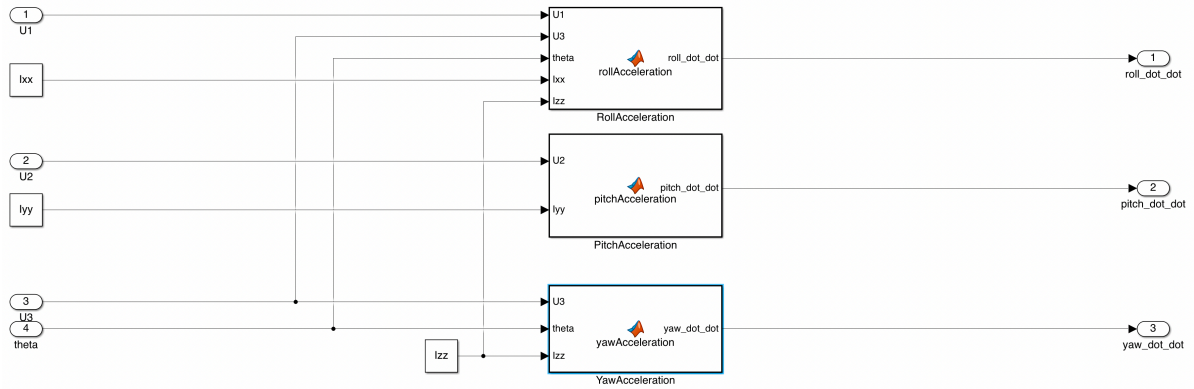 1
U1
Ixx
U1
U3
theta
Ixx
Izz
rollAcceleration
roll_dot_dot
RollAcceleration
1
roll_dot_dot
2
U2
Iyy
U2
Iyy
pitchAcceleration
pitch_dot_dot
PitchAcceleration
2
pitch_dot_dot
3
U3
4
theta
Izz
U3
theta
Izz
yawAcceleration
yaw_dot_dot
YawAcceleration
3
yaw_dot_dot